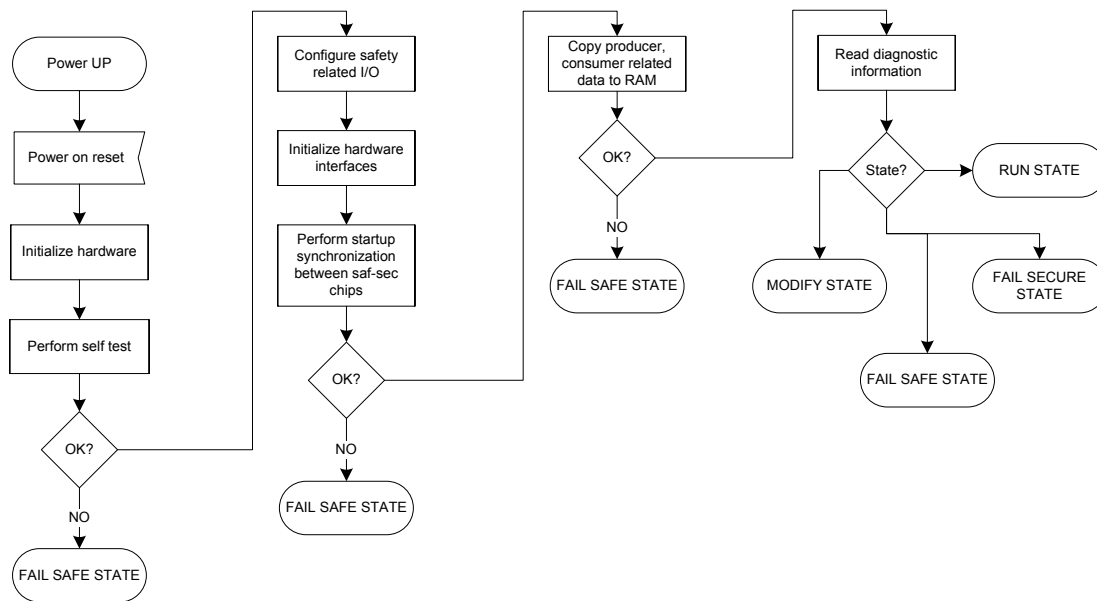 Power UP
Power on reset
Initialize hardware
Perform self test
OK?
NO
FAIL SAFE STATE
Configure safety
related I/O
Initialize hardware
interfaces
Perform startup
synchronization
between saf-sec
chips
OK?
NO
FAIL SAFE STATE
Copy producer,
consumer related
data to RAM
OK?
NO
FAIL SAFE STATE
Read diagnostic
information
State?
RUN STATE
MODIFY STATE
FAIL SECURE
STATE
FAIL SAFE STATE